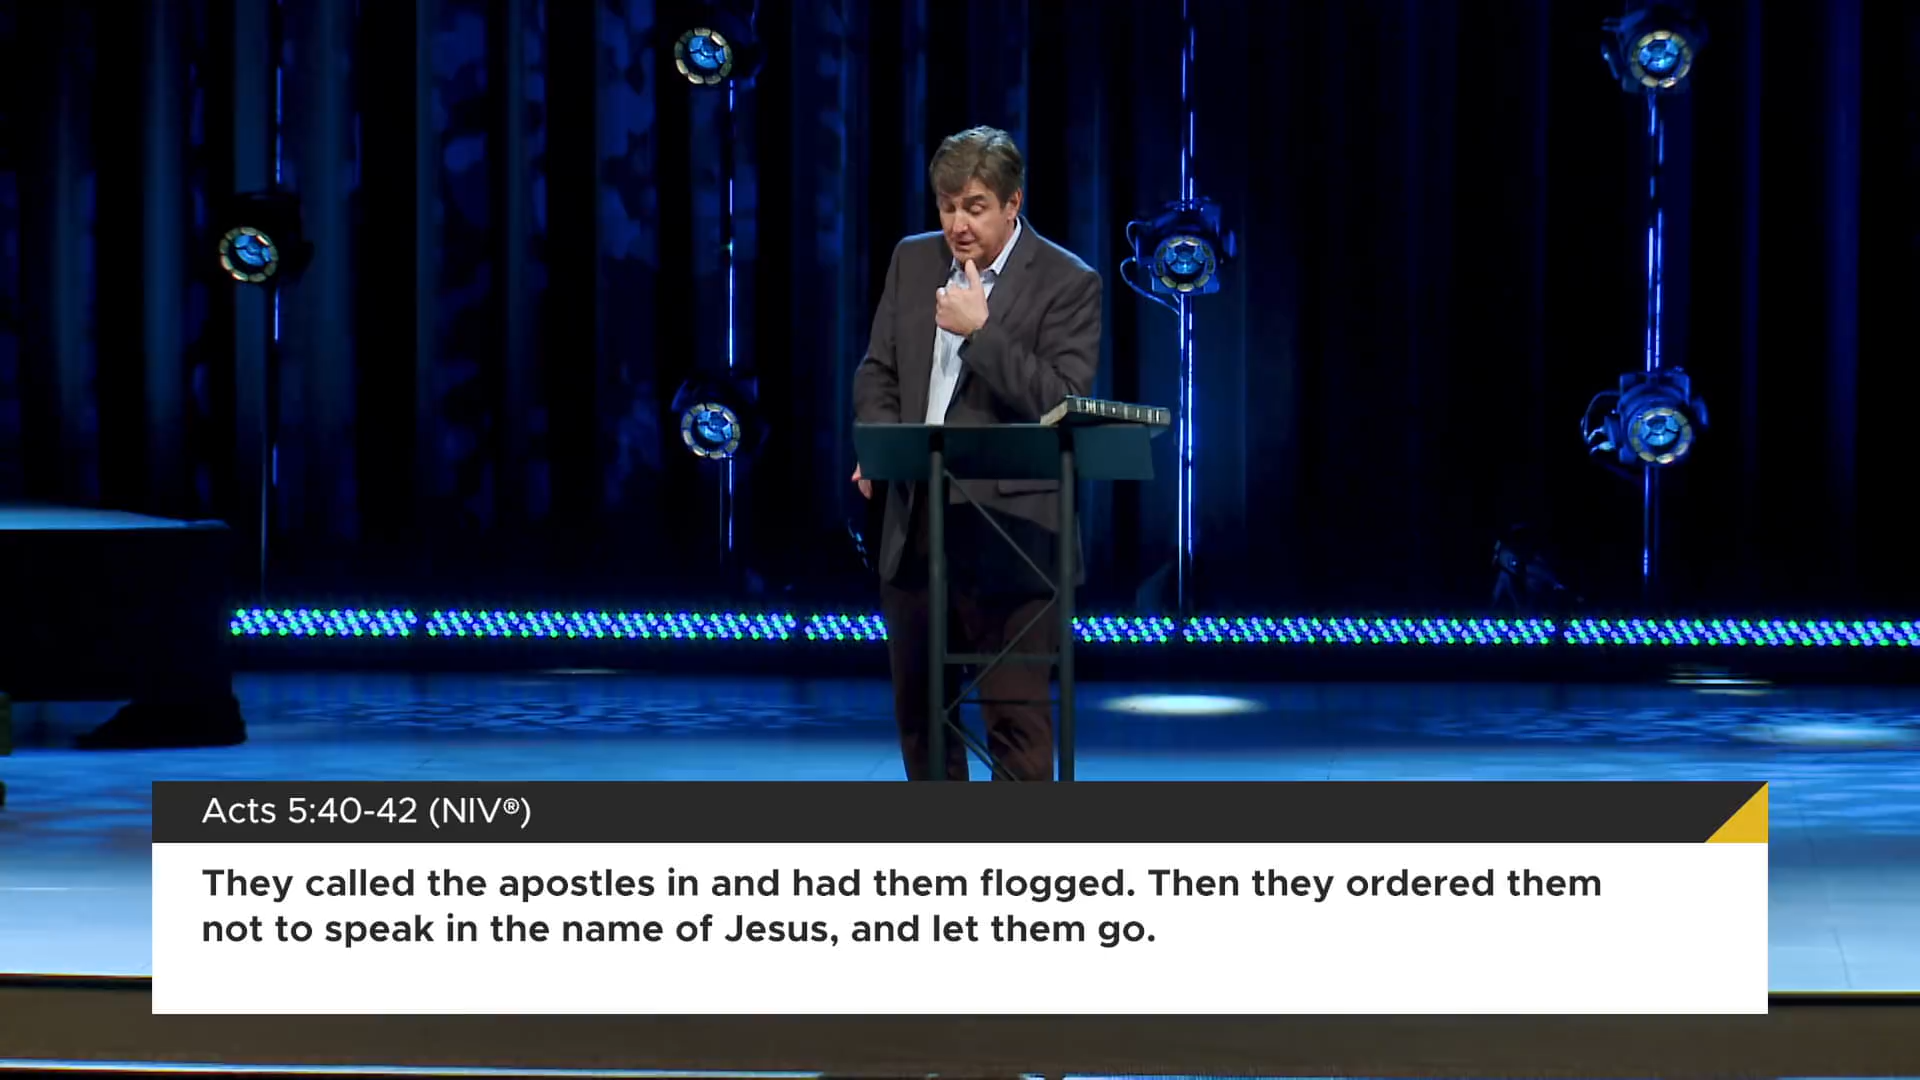 Acts 5:40-42 (NIV®)
They called the apostles in and had them flogged. Then they ordered them
not to speak in the name of Jesus, and let them go.